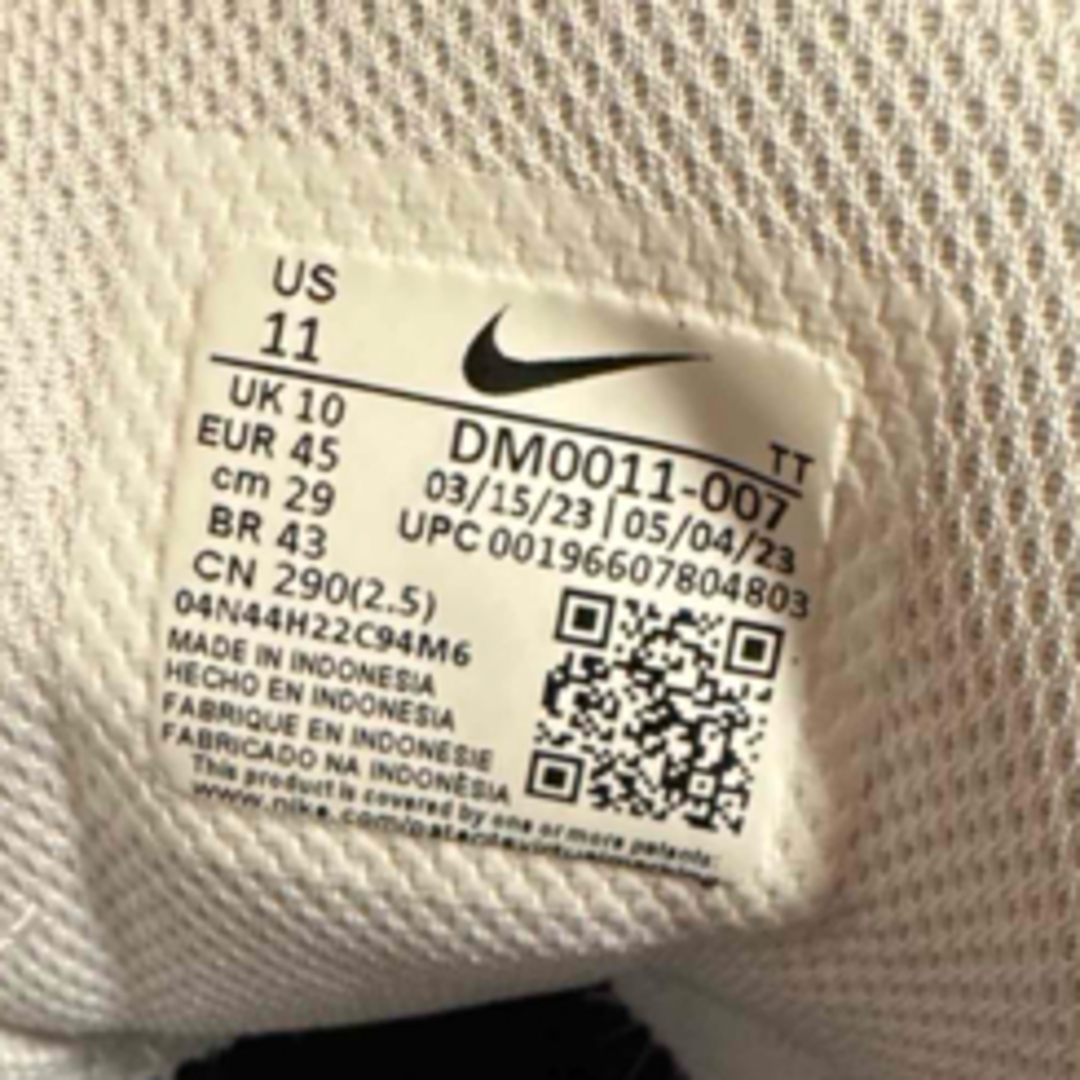 US
11
UK 10
EUR 45
cm 29
BR 43
CN 290(2.5)
04N44H22C94M6
MADE IN INDONESIA
HECHO EN INDONESIA
FABRIQUE EN INDONESIE
FABRICADO NA INDONÉSIA
This product is covered by one or more patents:
TT
DM0011-007
03/15/23 | 05/04/23
UPC 00196607804803